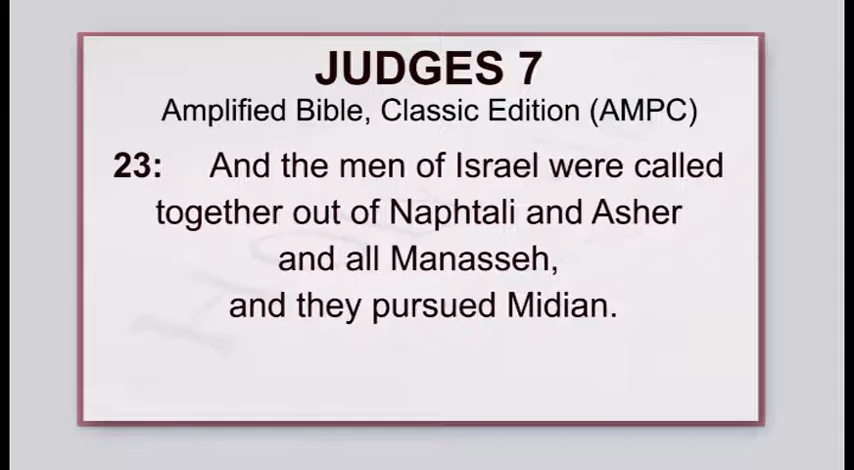 JUDGES 7
Amplified Bible, Classic Edition (AMPC)
23: And the men of Israel were called
together out of Naphtali and Asher
and all Manasseh,
and they pursued Midian.